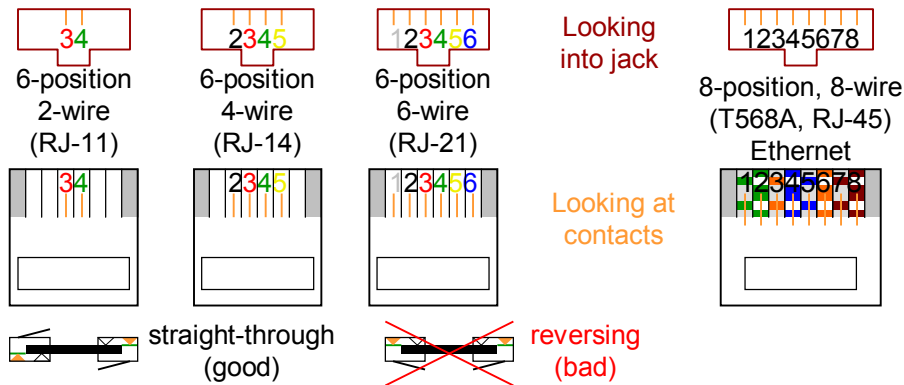 34
6-position
2-wire
(RJ-11)
2345
6-position
4-wire
(RJ-14)
123456
6-position
6-wire
(RJ-21)
Looking
into jack
12345678
8-position, 8-wire
(T568A, RJ-45)
Ethernet
34
2345
123456
Looking at
contacts
12345678
straight-through
(good)
reversing
(bad)